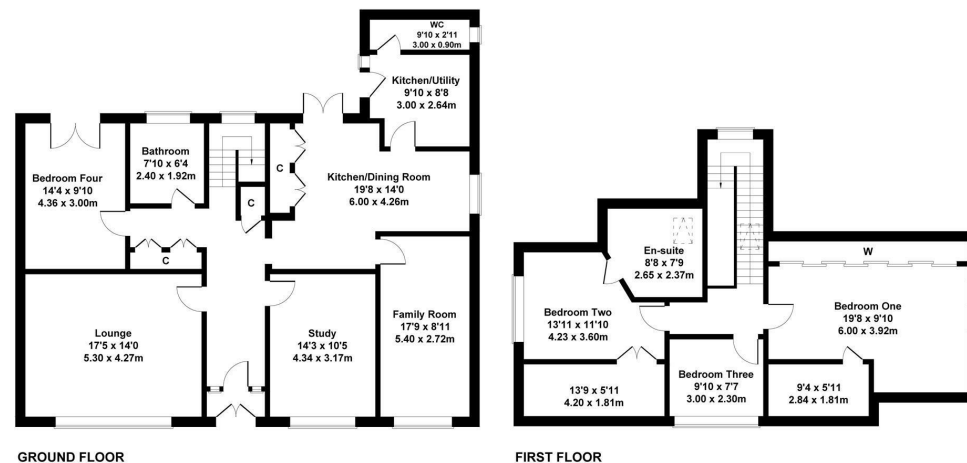 WC
9'10 x 2'11
3.00 x 0.90m
Kitchen/Utility
9'10 x 8'8
3.00 x 2.64m
Bathroom
7'10 x 6'4
2.40 x 1.92m
Bedroom Four
14'4 x 9'10
4.36 x 3.00m
C
C
C
Kitchen/Dining Room
19'8 x 14'0
6.00 x 4.26m
Lounge
17'5 x 14'0
5.30 x 4.27m
Study
14'3 x 10'5
4.34 x 3.17m
Family Room
17'9 x 8'11
5.40 x 2.72m
GROUND FLOOR
En-suite
8'8 x 7'9
2.65 x 2.37m
W
Bedroom Two
13'11 x 11'10
4.23 x 3.60m
Bedroom One
19'8 x 9'10
6.00 x 3.92m
13'9 x 5'11
4.20 x 1.81m
Bedroom Three
9'10 x 7'7
3.00 x 2.30m
9'4 x 5'11
2.84 x 1.81m
FIRST FLOOR